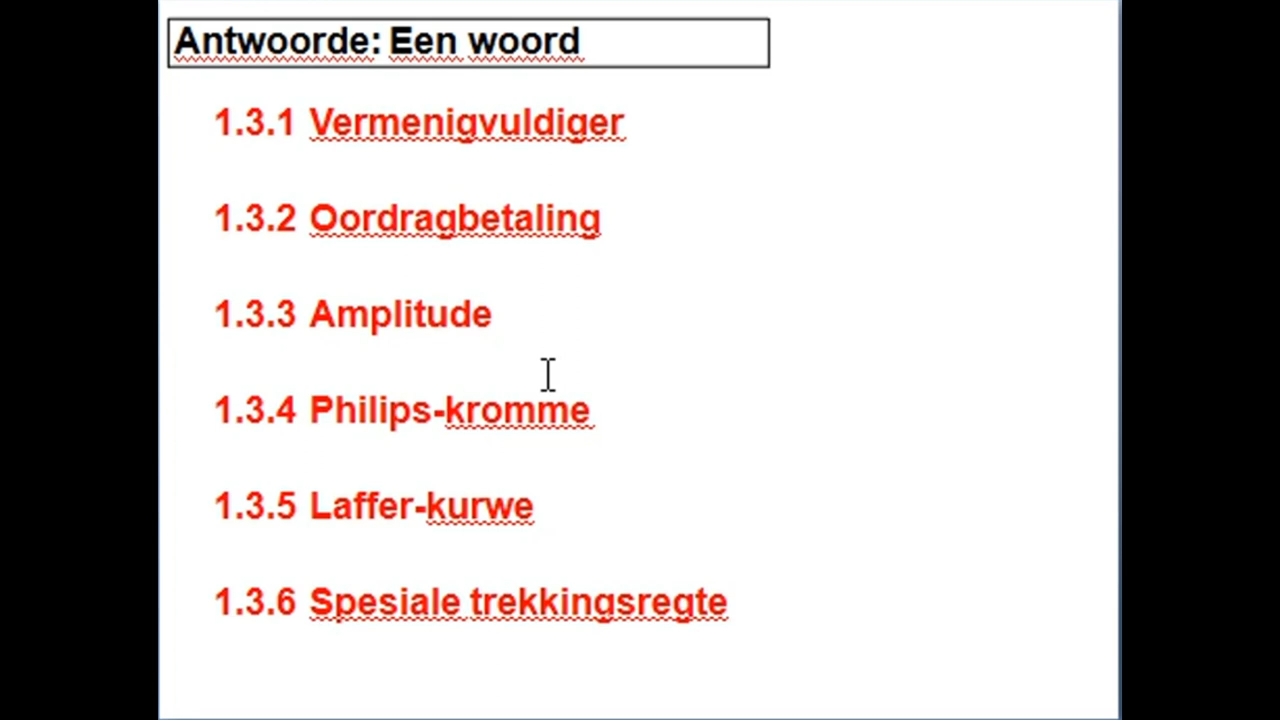 Antwoorde: Een woord
1.3.1 Vermenigvuldiger
1.3.2 Oordragbetaling
1.3.3 Amplitude
1.3.4 Philips-kromme
1.3.5 Laffer-kurwe
1.3.6 Spesiale trekkingsregte